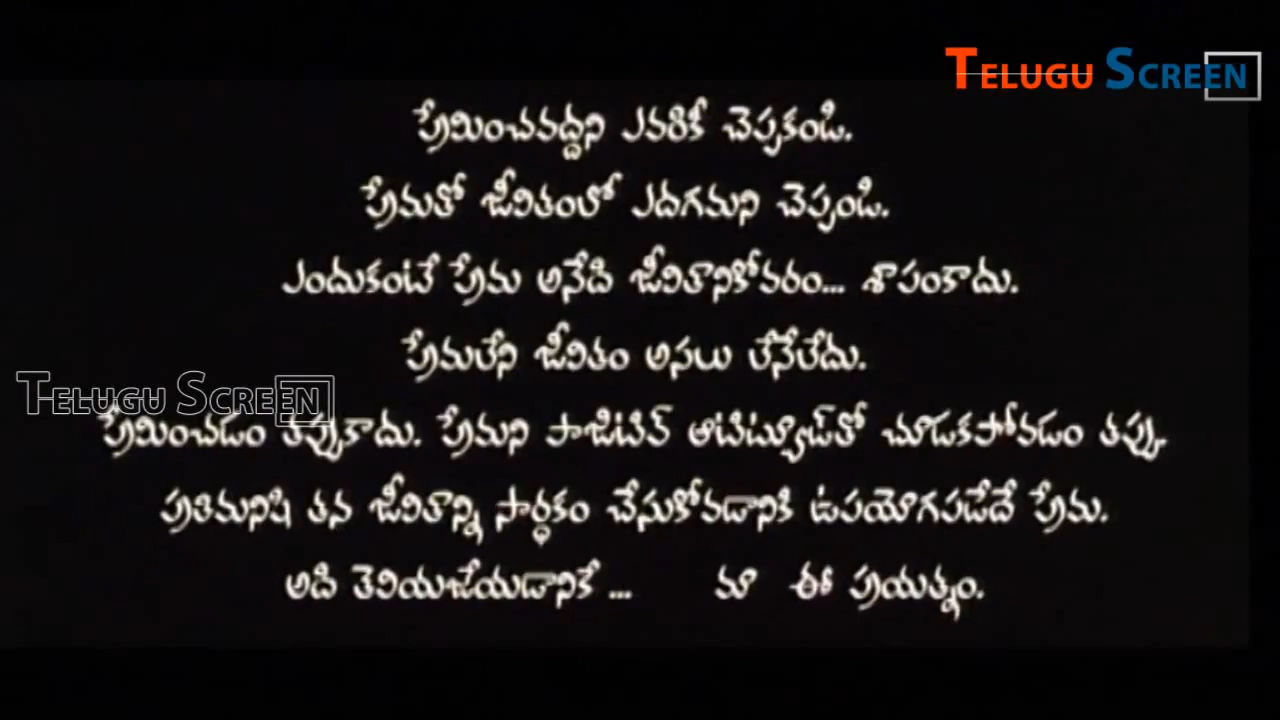 TELUGU SCREEN
ప్రేమించవద్దని ఎవరికీ చెప్పకండి.
ప్రేమతో జీవితంలో ఎదగమని చెప్పండి.
ఎందుకంటే ప్రేమ అనేది జీవితానికోవరం... శాపంకాదు.
ప్రేమలేని జీవితం అసలు లేనేలేదు.
TELUGU SCREEN
ప్రేమించడం తప్పుకాదు. ప్రేమని పాజిటివ్ ఆటిట్యూడ్‌తో చూడకపోవడం తప్పు.
ప్రతిమనిషి తన జీవితాన్ని సార్థకం చేసుకోవడానికి ఉపయోగపడేదే ప్రేమ.
అది తెలియజేయడానికే ... మా ఈ ప్రయత్నం.